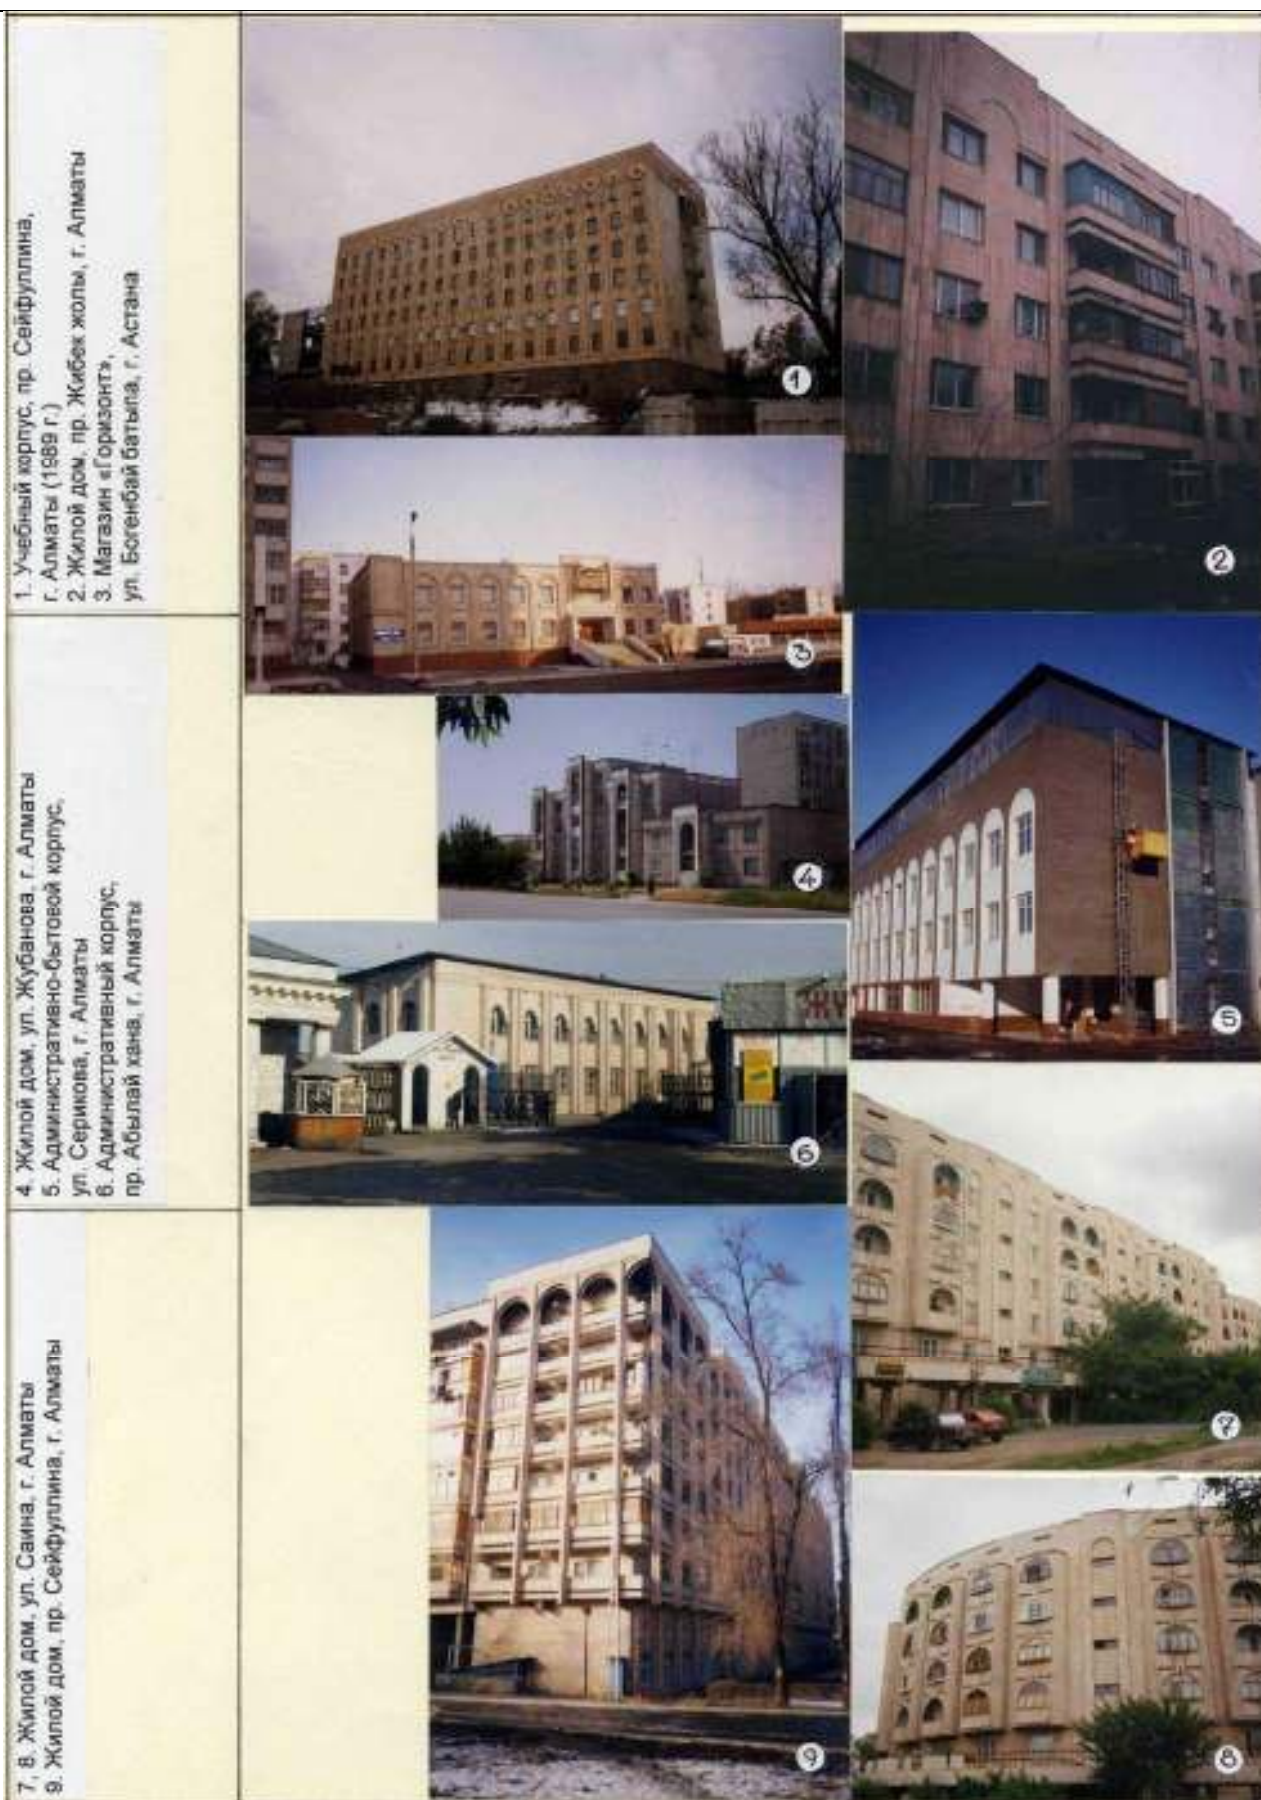 1. Учебный корпус, пр. Сейфуллина,
г. Алматы (1989 г.)
2. Жилой дом, пр. Жибек жолы, г. Алматы
3. Магазин «Горизонт»,
ул. Богенбай батыпа, г. Астана
4. Жилой дом, ул. Жубанова, г. Алматы
5. Административно-бытовой корпус,
ул. Серикова, г. Алматы
6. Административный корпус,
пр. Абылай хана, г. Алматы
7, 8. Жилой дом, ул. Саина, г. Алматы
9. Жилой дом, пр. Сейфуллина, г. Алматы
1
2
3
4
5
6
7
8
9